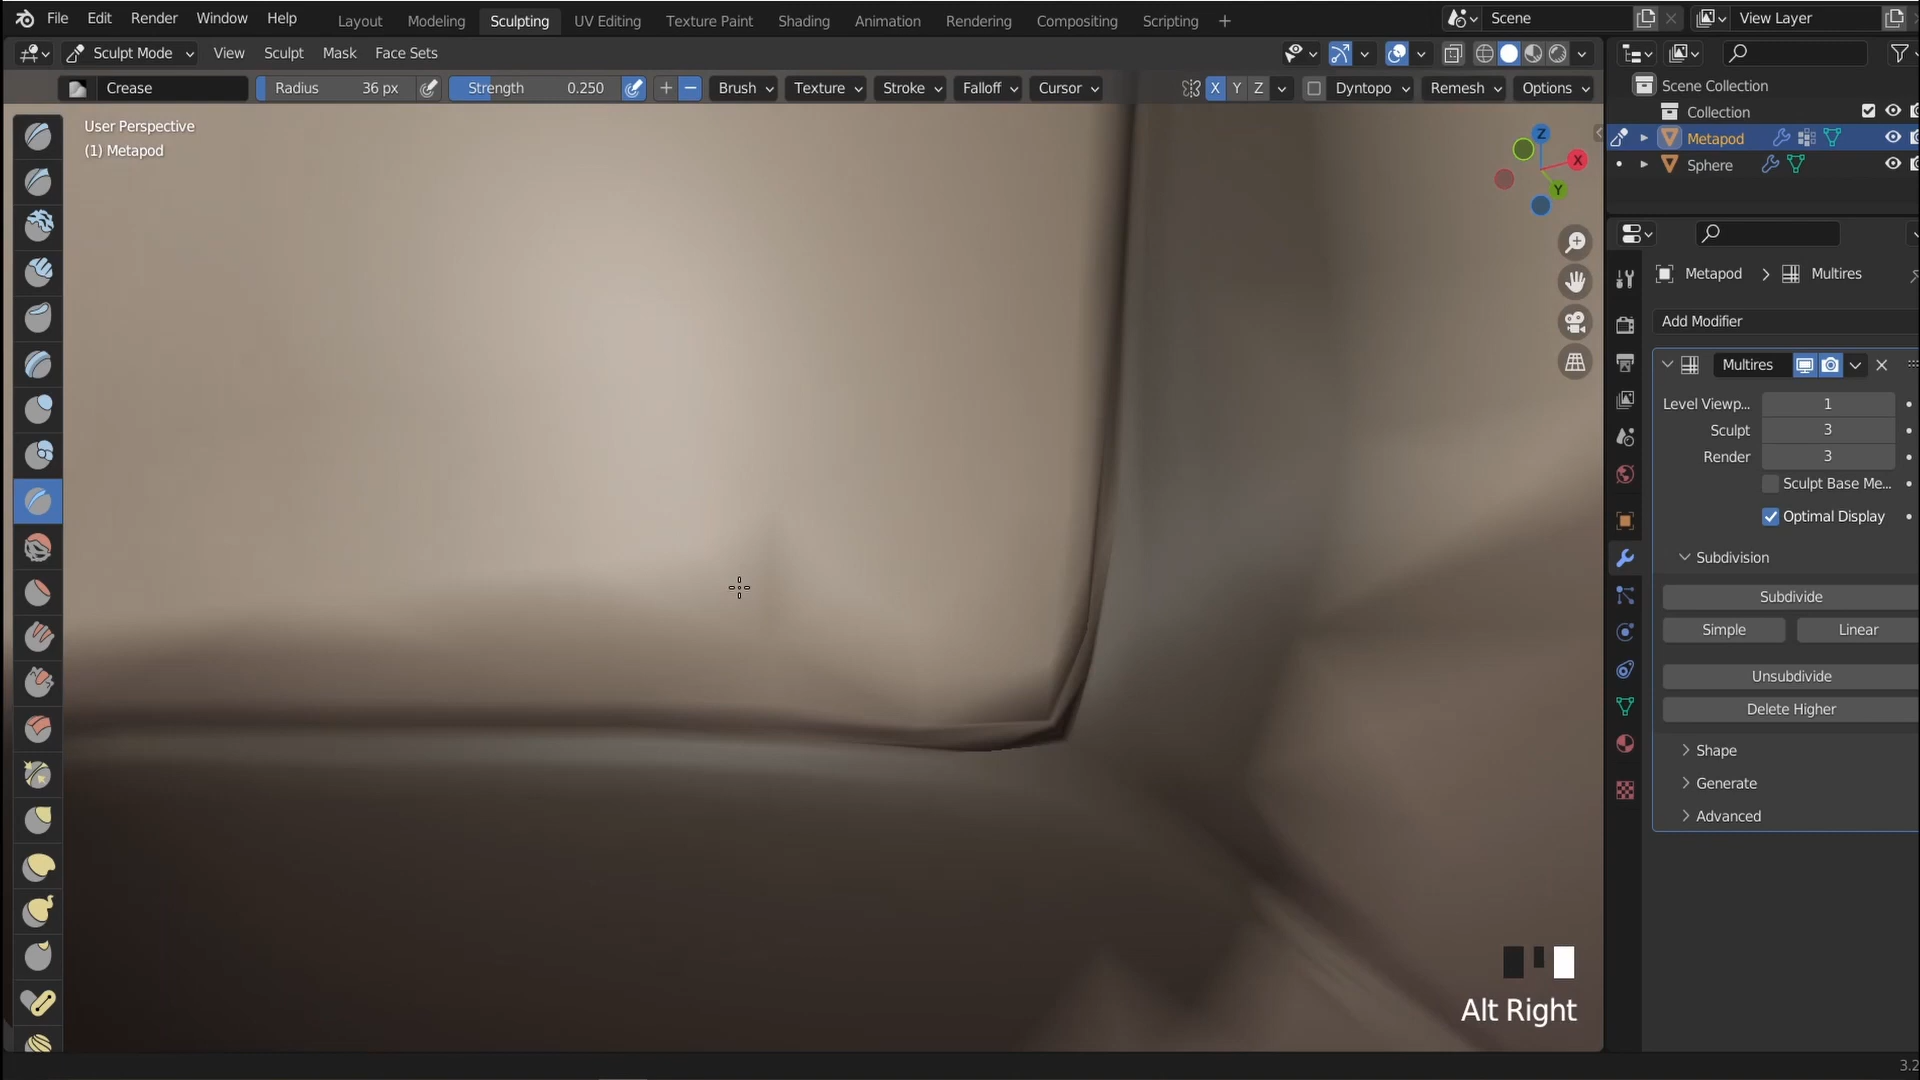 File Edit Render Window Help Layout Modeling Sculpting UV Editing Texture Paint Shading Animation Rendering Compositing Scripting + Scene View Layer
Sculpt Mode View Sculpt Mask Face Sets
Crease Radius 36 px Strength 0.250 Brush Texture Stroke Falloff Cursor X Y Z Dyntopo Remesh Options
User Perspective
(1) Metapod
Z
X
Y
Scene Collection
Collection
Metapod
Sphere
Metapod > Multires
Add Modifier
Multires
Level Viewp... 1
Sculpt 3
Render 3
Sculpt Base Me...
Optimal Display
Subdivision
Subdivide
Simple Linear
Unsubdivide
Delete Higher
Shape
Generate
Advanced
Alt Right
3.2